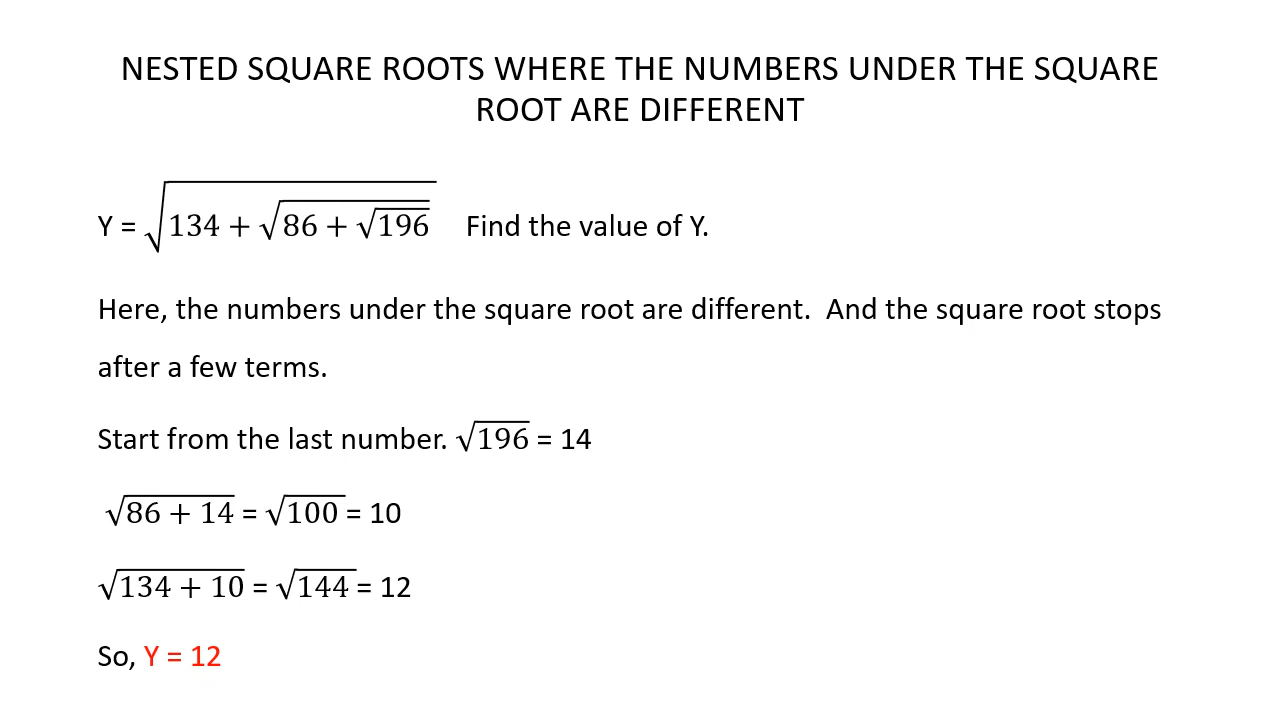 NESTED SQUARE ROOTS WHERE THE NUMBERS UNDER THE SQUARE
ROOT ARE DIFFERENT
Y = √(134 + √(86 + √196)) Find the value of Y.
Here, the numbers under the square root are different. And the square root stops
after a few terms.
Start from the last number. √196 = 14
√(86 + 14) = √100 = 10
√(134 + 10) = √144 = 12
So, Y = 12